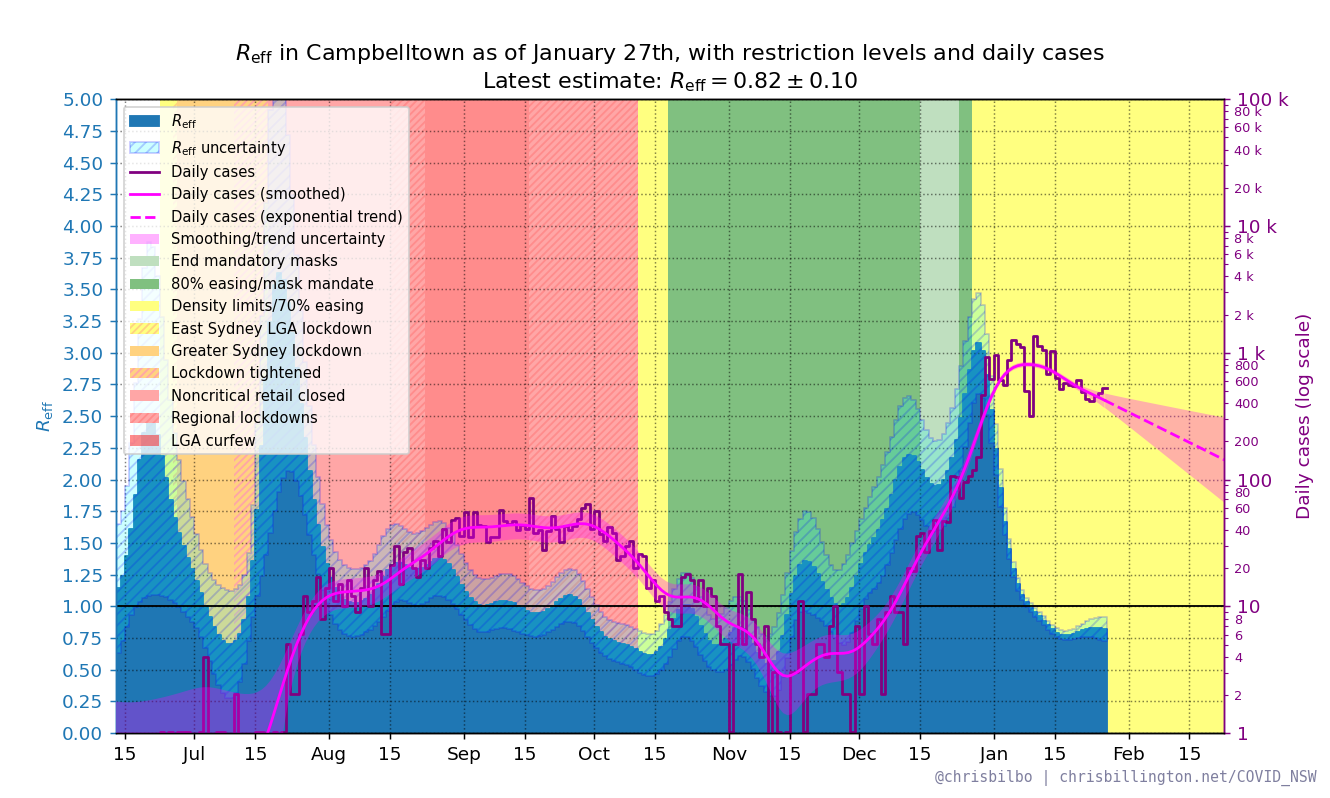 Reff in Campbelltown as of January 27th, with restriction levels and daily cases
Latest estimate: Reff = 0.82 ± 0.10
5.00
4.75
4.50
4.25
4.00
3.75
3.50
3.25
3.00
2.75
2.50
2.25
2.00
1.75
1.50
1.25
1.00
0.75
0.50
0.25
0.00
Reff
Reff
Reff uncertainty
Daily cases
Daily cases (smoothed)
Daily cases (exponential trend)
Smoothing/trend uncertainty
End mandatory masks
80% easing/mask mandate
Density limits/70% easing
East Sydney LGA lockdown
Greater Sydney lockdown
Lockdown tightened
Noncritical retail closed
Regional lockdowns
LGA curfew
100 k
80 k
60 k
40 k
20 k
10 k
8 k
6 k
4 k
2 k
1 k
800
600
400
200
100
80
60
40
20
10
8
6
4
2
1
Daily cases (log scale)
15 Jul 15 Aug 15 Sep 15 Oct 15 Nov 15 Dec 15 Jan 15 Feb 15
@chrisbilbo | chrisbillington.net/COVID_NSW